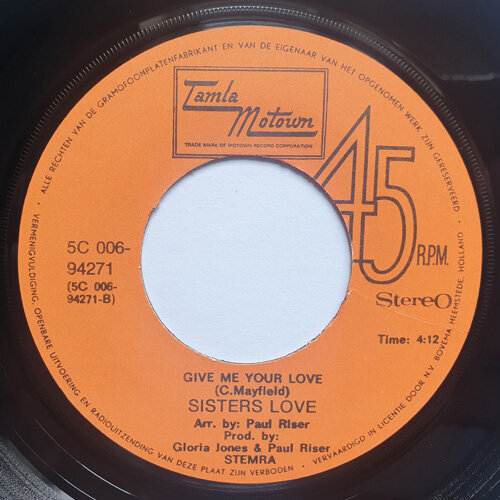 ALLE RECHTEN VAN DE GRAMOFOONPLATENFABRIKANT EN VAN DE EIGENAAR VAN HET OPGENOMEN WERK ZIJN GERESERVEERD
VERMENIGVULDIGING, OPENBARE UITVOERING EN RADIOUITZENDING VAN DEZE PLAAT ZIJN VERBODEN
VERVAARDIGD IN LICENTIE DOOR N.V. BOVEMA HEEMSTEDE, HOLLAND
Tamla
Motown
TRADE MARK OF MOTOWN RECORD CORPORATION
45
R.P.M.
5C 006-
94271
(5C 006-
94271-B)
Stereo
Time: 4:12
GIVE ME YOUR LOVE
(C.Mayfield)
SISTERS LOVE
Arr. by: Paul Riser
Prod. by:
Gloria Jones & Paul Riser
STEMRA